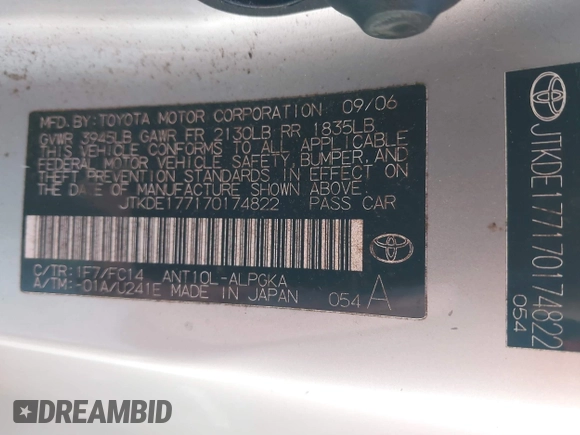 MFD. BY: TOYOTA MOTOR CORPORATION 09/06
GVWR 3945LB GAWR FR 2130LB RR 1835LB
THIS VEHICLE CONFORMS TO ALL APPLICABLE
FEDERAL MOTOR VEHICLE SAFETY, BUMPER, AND
THEFT PREVENTION STANDARDS IN EFFECT ON
THE DATE OF MANUFACTURE SHOWN ABOVE.
JTKDE177170174822 PASS CAR
C/TR: 1F7/FC14 ANT10L-ALPGKA
A/TM: -01A/U241E MADE IN JAPAN 054 A
JTKDE177170174822
054
DREAMBID